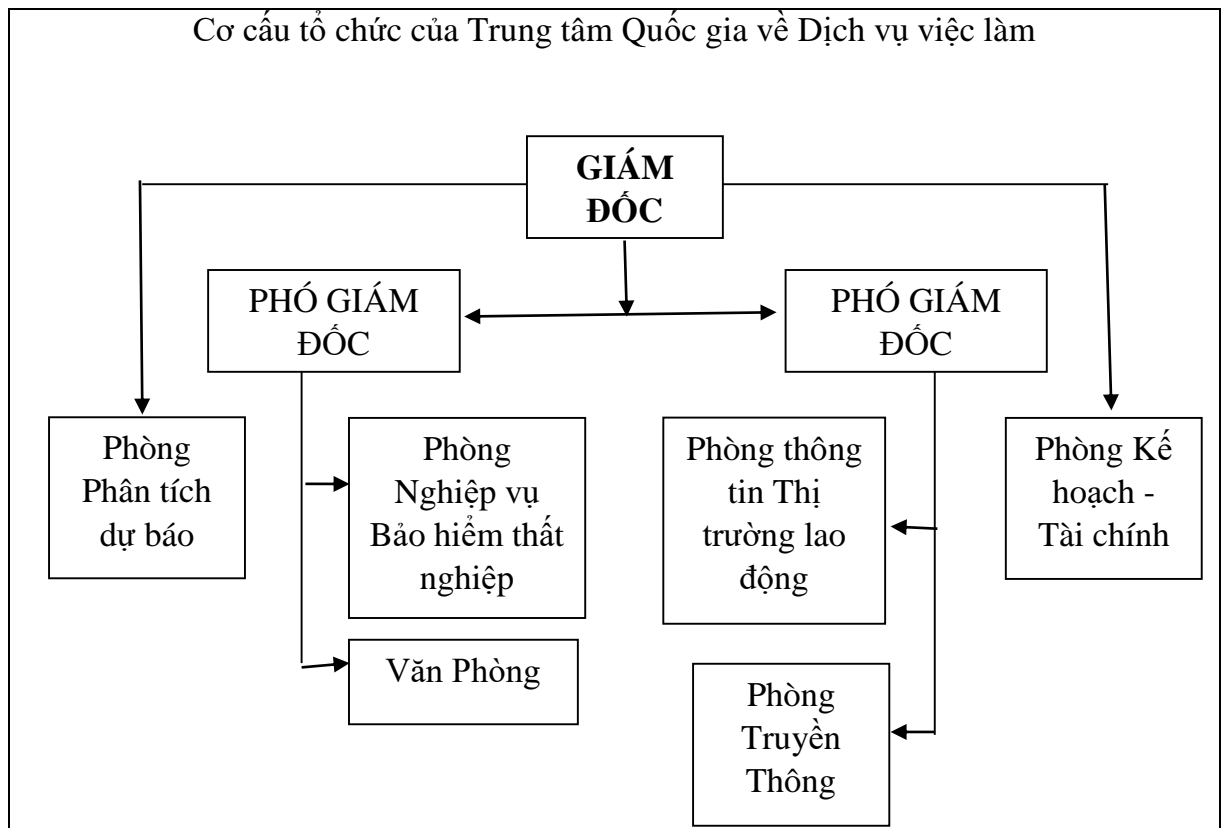 Cơ cấu tổ chức của Trung tâm Quốc gia về Dịch vụ việc làm
GIÁM
ĐỐC
PHÓ GIÁM
ĐỐC
PHÓ GIÁM
ĐỐC
Phòng
Phân tích
dự báo
Phòng
Nghiệp vụ
Bảo hiểm thất
nghiệp
Phòng thông
tin Thị
trường lao
động
Phòng Kế
hoạch -
Tài chính
Văn Phòng
Phòng
Truyền
Thông